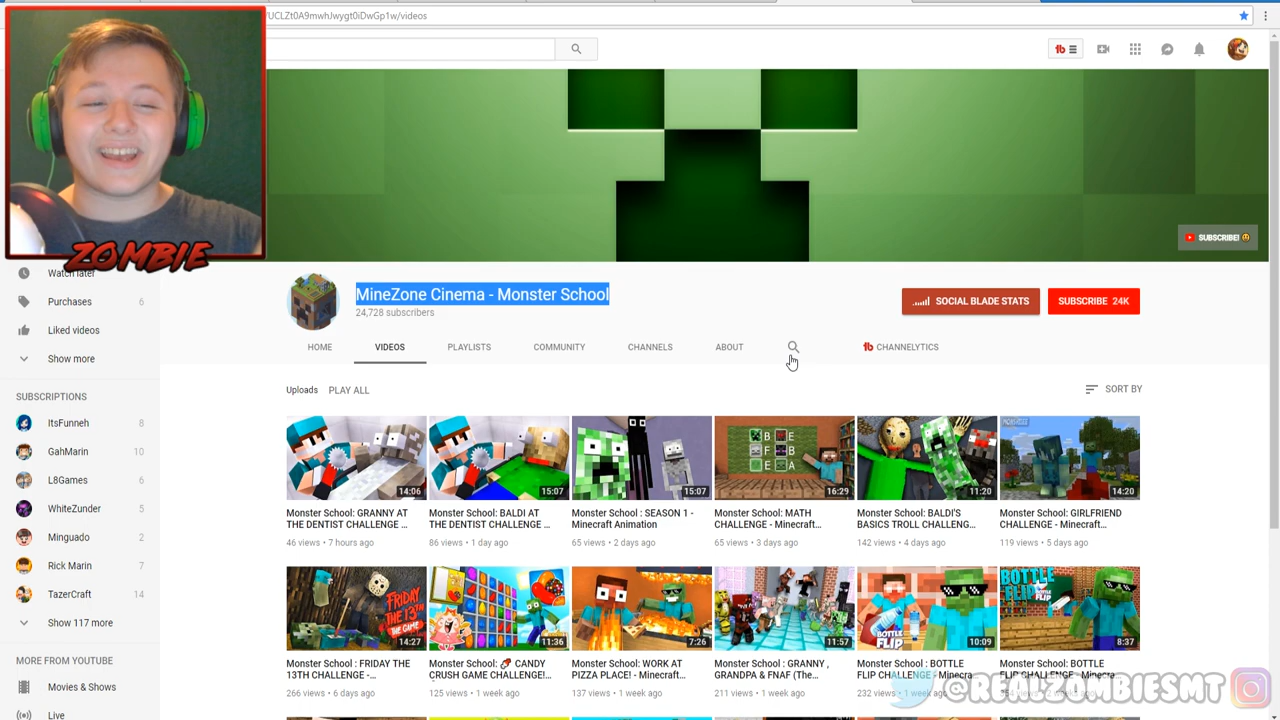 UCLZt0A9mwhJwygt0iDwGp1w/videos
ZOMBIE
SUBSCRIBE!
MineZone Cinema - Monster School
24,728 subscribers
SOCIAL BLADE STATS
SUBSCRIBE 24K
HOME
VIDEOS
PLAYLISTS
COMMUNITY
CHANNELS
ABOUT
CHANNELYTICS
Uploads
PLAY ALL
SORT BY
Watch later
Purchases 6
Liked videos
Show more
SUBSCRIPTIONS
ItsFunneh 8
GahMarin 10
L8Games 6
WhiteZunder 5
Minguado 2
Rick Marin 7
TazerCraft 14
Show 117 more
MORE FROM YOUTUBE
Movies & Shows
Live
14:06
Monster School: GRANNY AT
THE DENTIST CHALLENGE ...
46 views • 7 hours ago
15:07
Monster School: BALDI AT
THE DENTIST CHALLENGE ...
86 views • 1 day ago
15:07
Monster School : SEASON 1 -
Minecraft Animation
65 views • 2 days ago
B E
F B
E A
16:29
Monster School: MATH
CHALLENGE - Minecraft...
65 views • 3 days ago
11:20
Monster School: BALDI'S
BASICS TROLL CHALLENG...
142 views • 4 days ago
14:20
Monster School: GIRLFRIEND
CHALLENGE - Minecraft...
119 views • 5 days ago
FRIDAY
THE 13TH
THE GAME
14:27
Monster School : FRIDAY THE
13TH CHALLENGE -...
266 views • 6 days ago
11:36
Monster School: CANDY
CRUSH GAME CHALLENGE!...
125 views • 1 week ago
7:26
Monster School: WORK AT
PIZZA PLACE! - Minecraft...
137 views • 1 week ago
11:57
Monster School : GRANNY ,
GRANDPA & FNAF (The...
211 views • 1 week ago
BOTTLE
FLIP
10:09
Monster School : BOTTLE
FLIP CHALLENGE - Minecra...
232 views • 1 week ago
BOTTLE
FLIP
8:37
Monster School : BOTTLE
FLIP CHALLENGE - Minecra...
@REALZOMBIESMT